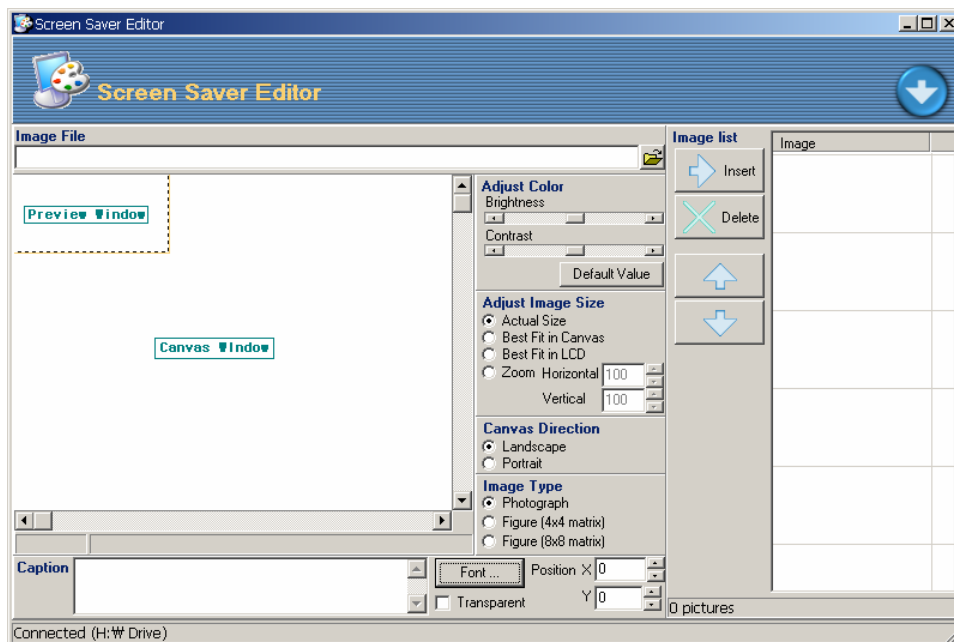 Screen Saver Editor
Screen Saver Editor
Image File
Preview Window
Canvas WIndow
Adjust Color
Brightness
Contrast
Default Value
Adjust Image Size
Actual Size
Best Fit in Canvas
Best Fit in LCD
Zoom Horizontal 100
Vertical 100
Canvas Direction
Landscape
Portrait
Image Type
Photograph
Figure (4x4 matrix)
Figure (8x8 matrix)
Caption
Font ...
Transparent
Position X 0
Y 0
Image list
Insert
Delete
Image
0 pictures
Connected (H:₩ Drive)